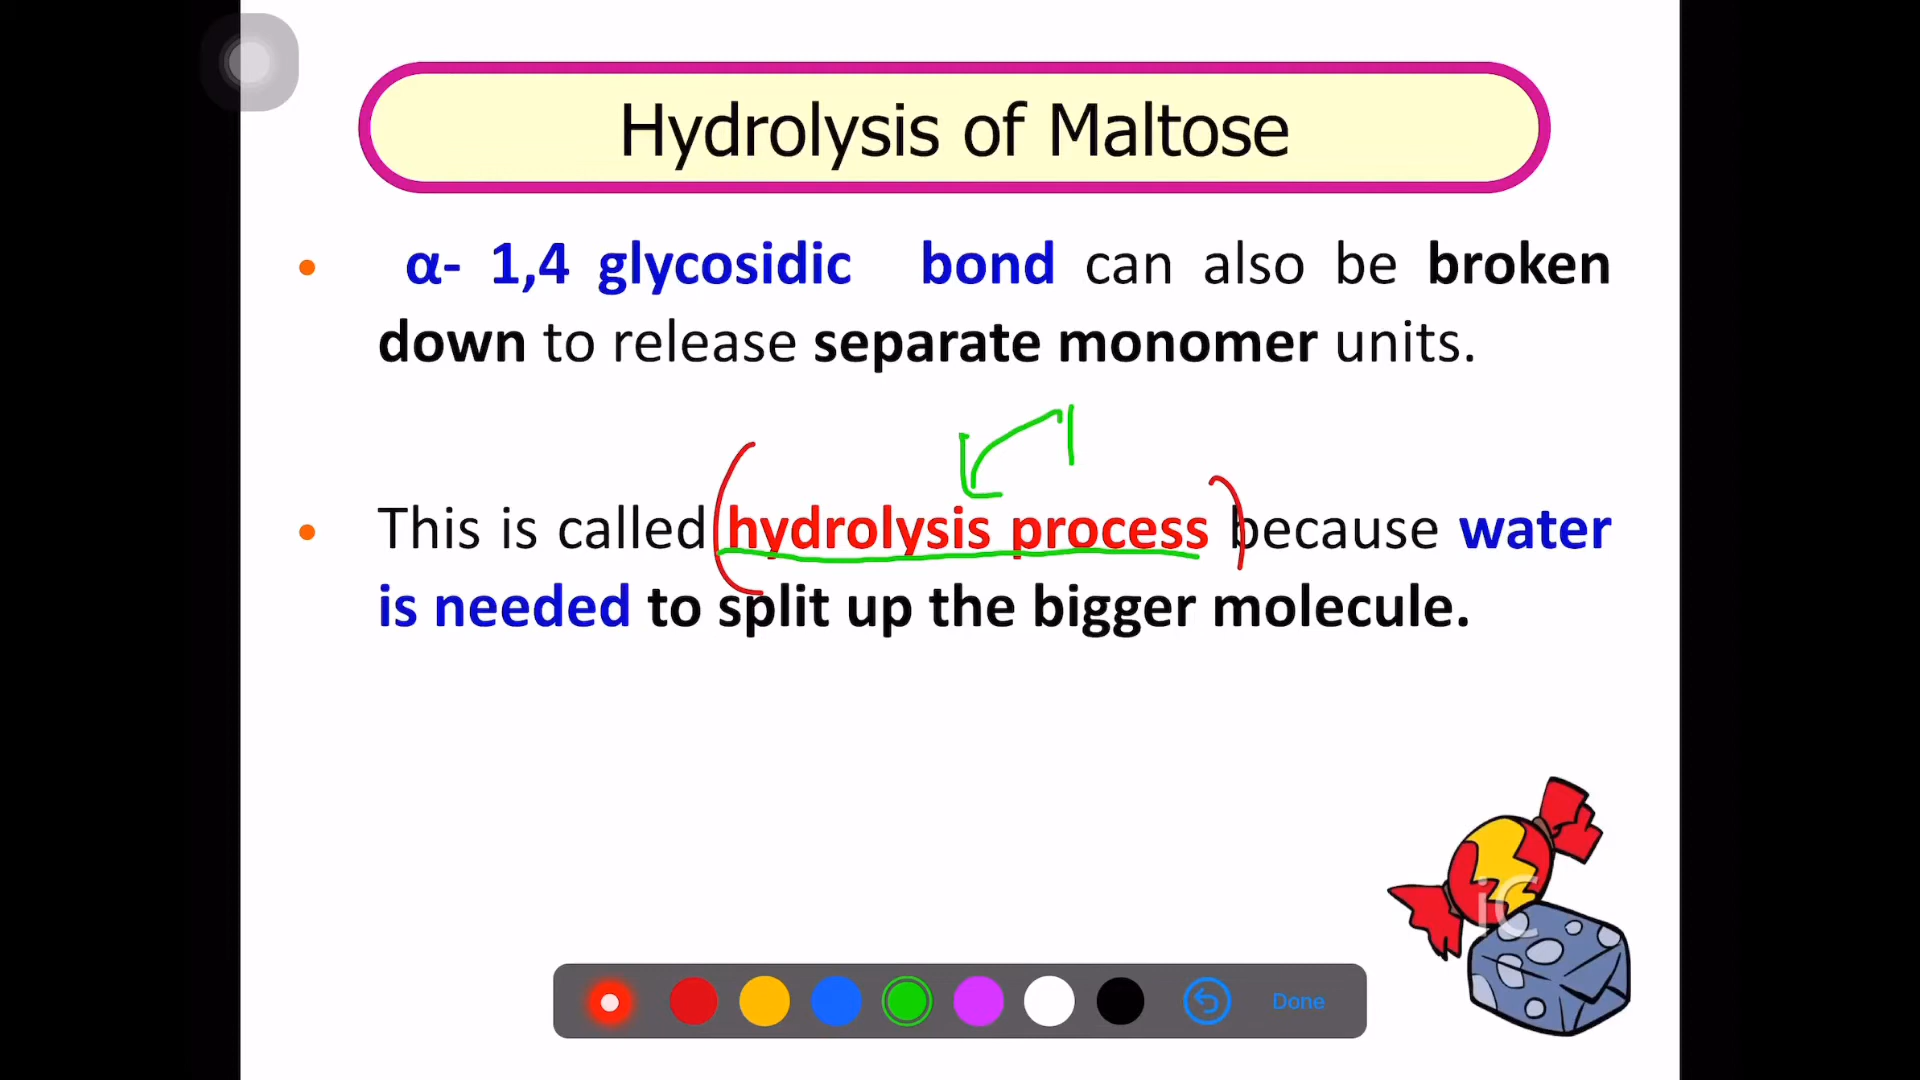 Hydrolysis of Maltose
• α- 1,4 glycosidic bond can also be broken
down to release separate monomer units.
• This is called hydrolysis process because water
is needed to split up the bigger molecule.
iC
Done